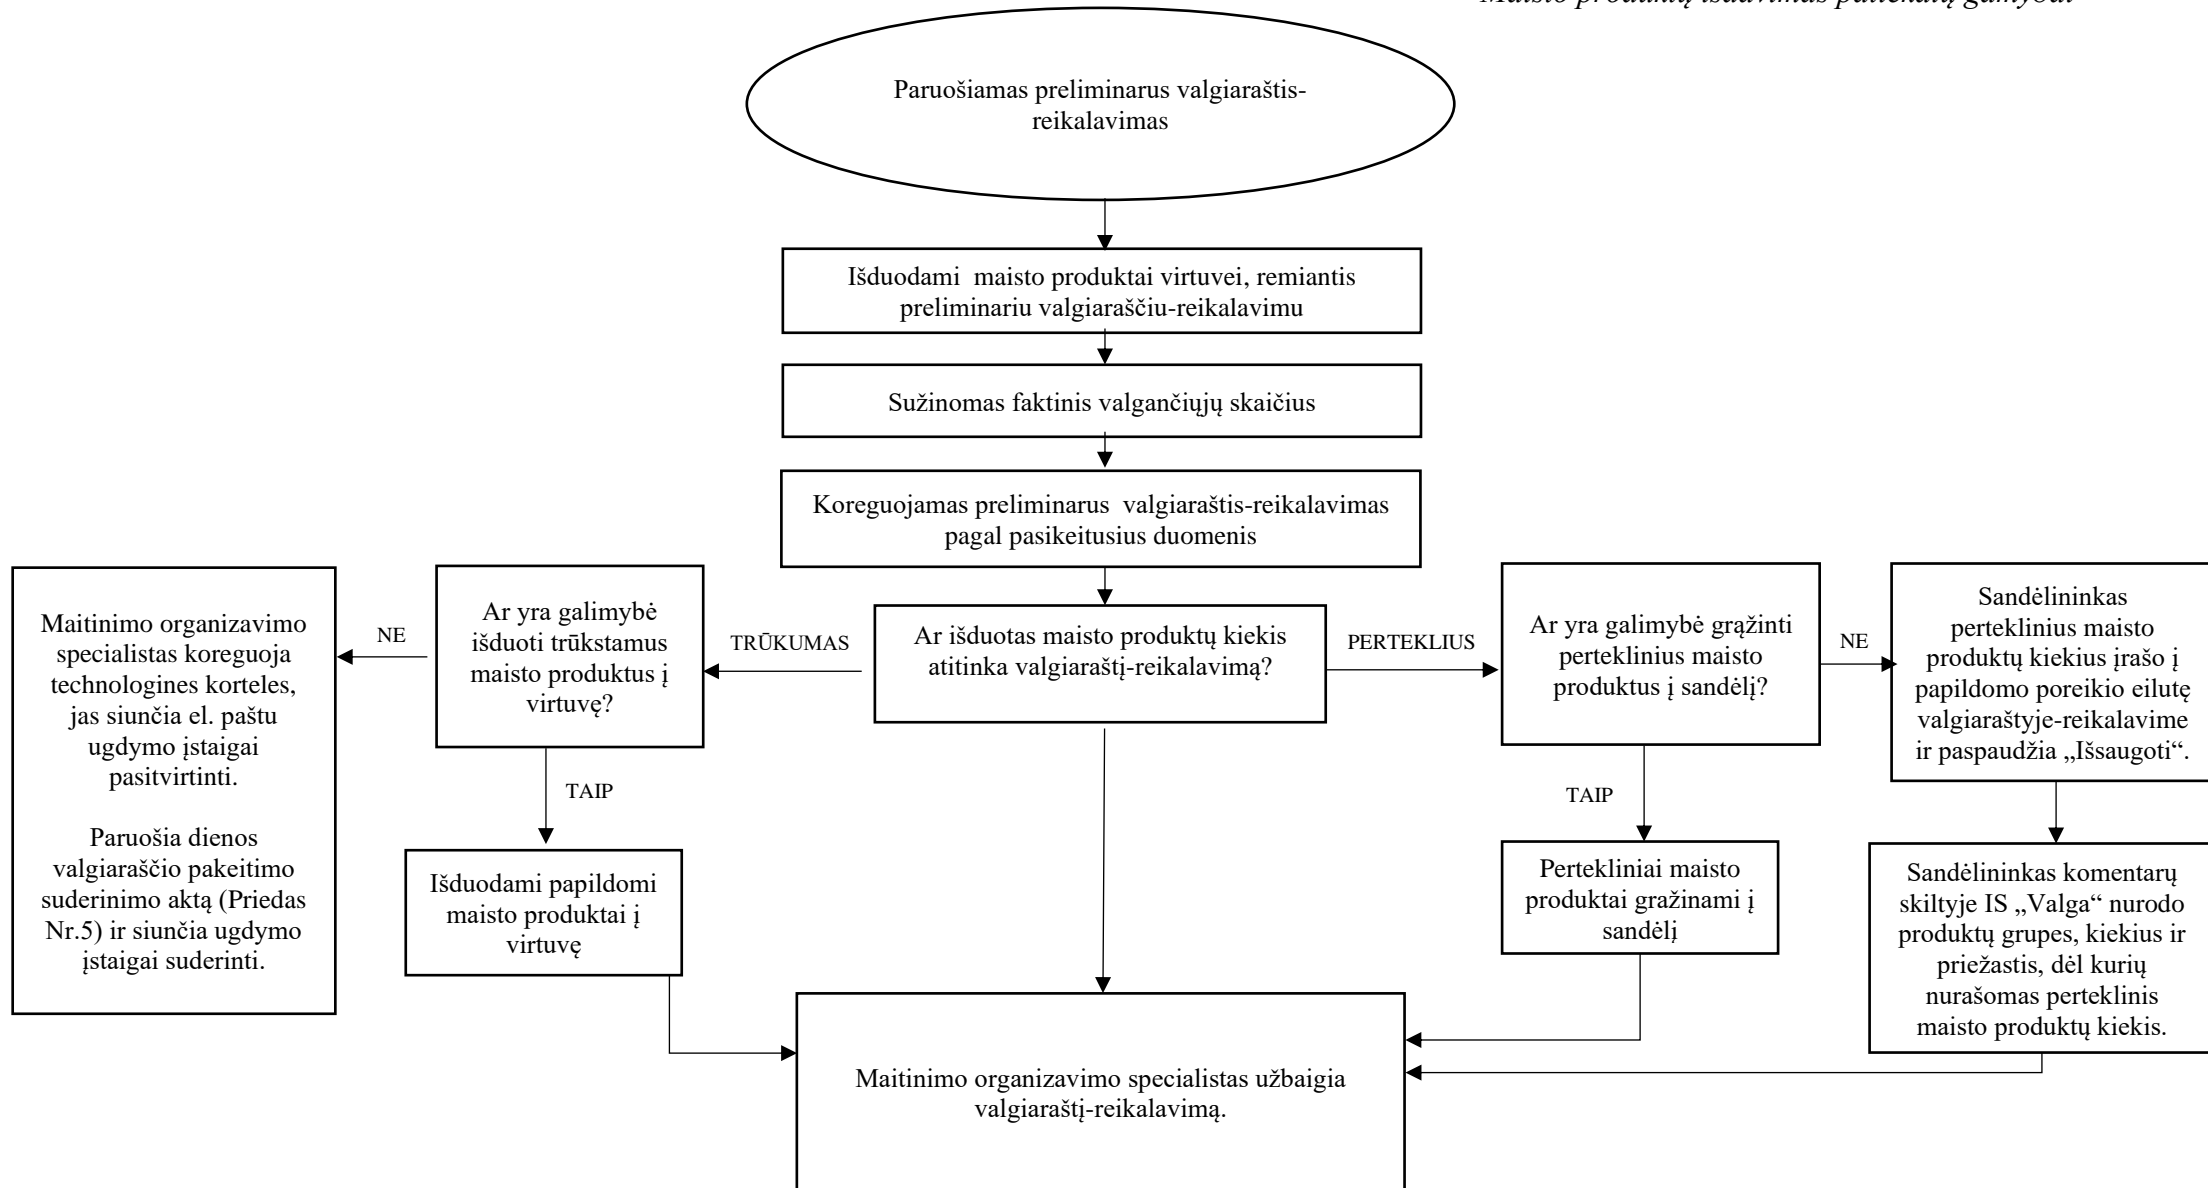 Maisto produktų išdavimas patiekalų gamybai
Paruošiamas preliminarus valgiaraštis-
reikalavimas
Išduodami maisto produktai virtuvei, remiantis
preliminariu valgiaraščiu-reikalavimu
Sužinomas faktinis valgančiųjų skaičius
Koreguojamas preliminarus valgiaraštis-reikalavimas
pagal pasikeitusius duomenis
Maitinimo organizavimo
specialistas koreguoja
technologines korteles,
jas siunčia el. paštu
ugdymo įstaigai
pasitvirtinti.
Paruošia dienos
valgiaraščio pakeitimo
suderinimo aktą (Priedas
Nr.5) ir siunčia ugdymo
įstaigai suderinti.
NE
Ar yra galimybė
išduoti trūkstamus
maisto produktus į
virtuvę?
TRŪKUMAS
Ar išduotas maisto produktų kiekis
atitinka valgiaraštį-reikalavimą?
PERTEKLIUS
Ar yra galimybė grąžinti
perteklinius maisto
produktus į sandėlį?
NE
Sandėlininkas
perteklinius maisto
produktų kiekius įrašo į
papildomo poreikio eilutę
valgiaraštyje-reikalavime
ir paspaudžia „Išsaugoti“.
TAIP
TAIP
Išduodami papildomi
maisto produktai į
virtuvę
Pertekliniai maisto
produktai gražinami į
sandėlį
Sandėlininkas komentarų
skiltyje IS „Valga“ nurodo
produktų grupes, kiekius ir
priežastis, dėl kurių
nurašomas perteklinis
maisto produktų kiekis.
Maitinimo organizavimo specialistas užbaigia
valgiaraštį-reikalavimą.